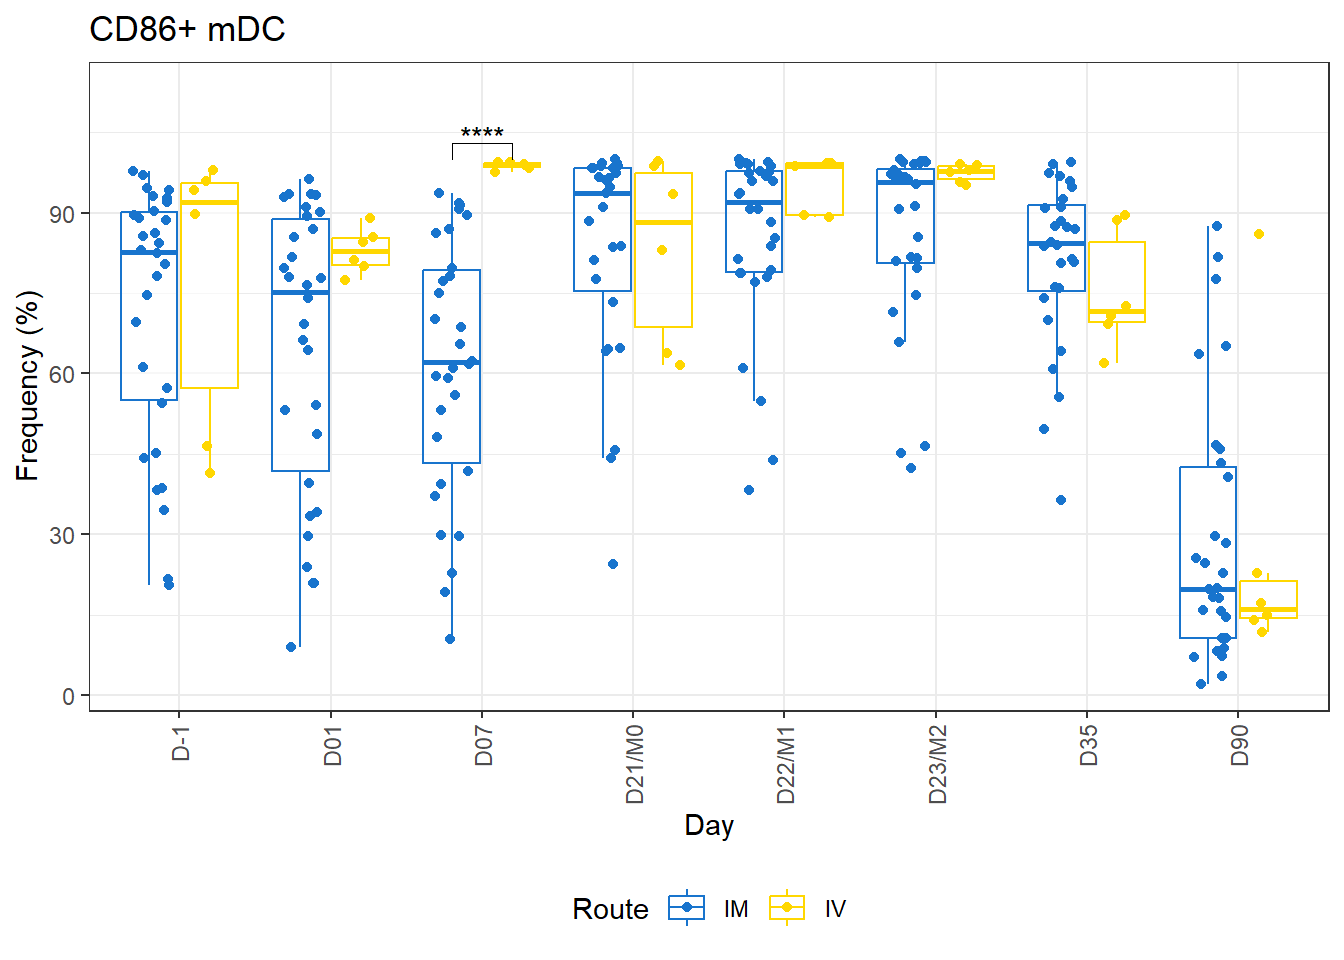 CD86+ mDC
****
Frequency (%)
90
60
30
0
D-1
D01
D07
D21/M0
D22/M1
D23/M2
D35
D90
Day
Route IM IV